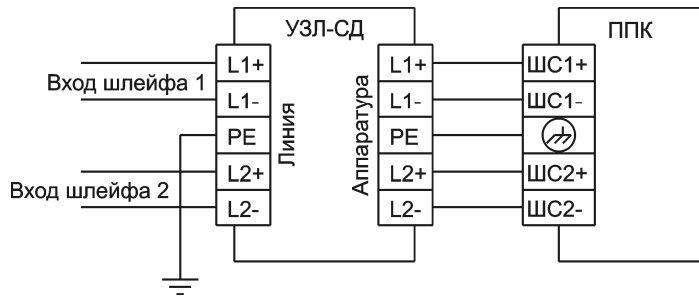 УЗЛ-СД
ППК
Вход шлейфа 1
Вход шлейфа 2
L1+
L1-
PE
L2+
L2-
Линия
Аппаратура
L1+
L1-
PE
L2+
L2-
ШС1+
ШС1-
ШС2+
ШС2-